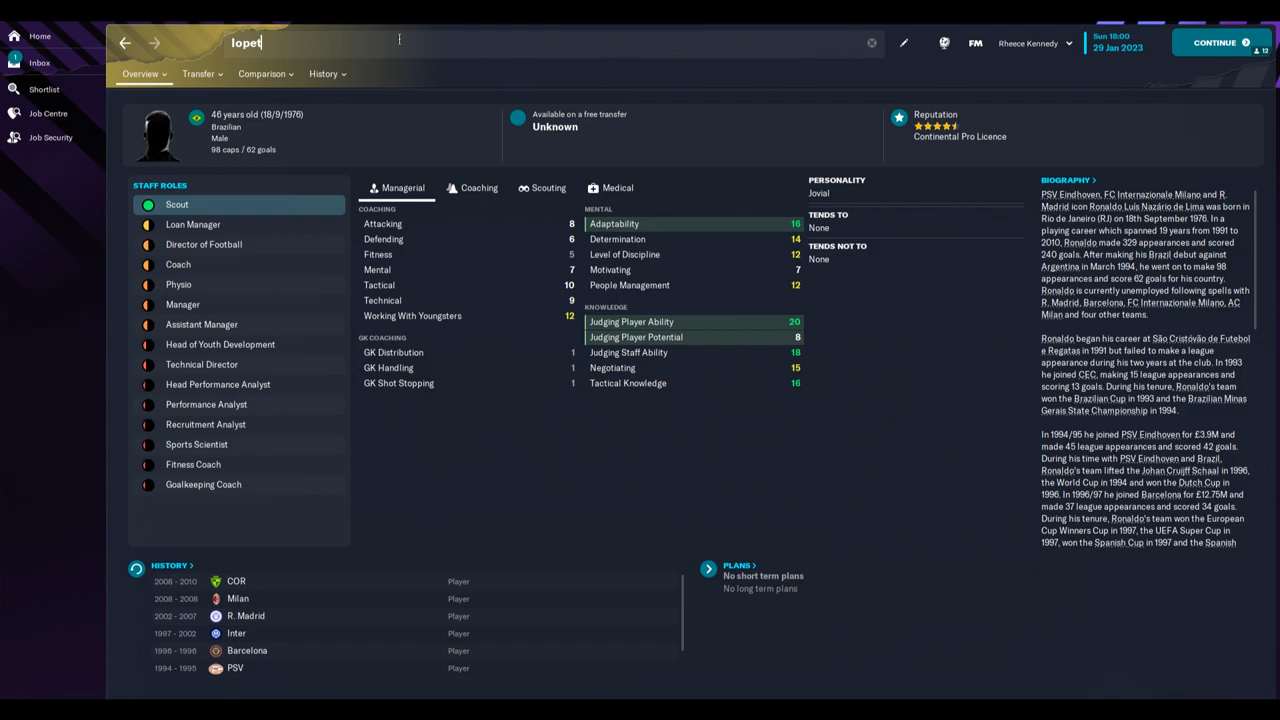 Home
1
Inbox
Shortlist
Job Centre
Job Security
lopet
FM
Rheece Kennedy
Sun 18:00
29 Jan 2023
CONTINUE
12
Overview
Transfer
Comparison
History
46 years old (18/9/1976)
Brazilian
Male
98 caps / 62 goals
Available on a free transfer
Unknown
Reputation
Continental Pro Licence
STAFF ROLES
Scout
Loan Manager
Director of Football
Coach
Physio
Manager
Assistant Manager
Head of Youth Development
Technical Director
Head Performance Analyst
Performance Analyst
Recruitment Analyst
Sports Scientist
Fitness Coach
Goalkeeping Coach
Managerial
Coaching
Scouting
Medical
COACHING
Attacking 8
Defending 6
Fitness 5
Mental 7
Tactical 10
Technical 9
Working With Youngsters 12
GK COACHING
GK Distribution 1
GK Handling 1
GK Shot Stopping 1
MENTAL
Adaptability 16
Determination 14
Level of Discipline 12
Motivating 7
People Management 12
KNOWLEDGE
Judging Player Ability 20
Judging Player Potential 8
Judging Staff Ability 18
Negotiating 15
Tactical Knowledge 16
PERSONALITY
Jovial
TENDS TO
None
TENDS NOT TO
None
BIOGRAPHY >
PSV Eindhoven, FC Internazionale Milano and R.
Madrid icon Ronaldo Luís Nazário de Lima was born in
Rio de Janeiro (RJ) on 18th September 1976. In a
playing career which spanned 19 years from 1991 to
2010, Ronaldo made 329 appearances and scored
240 goals. After making his Brazil debut against
Argentina in March 1994, he went on to make 98
appearances and score 62 goals for his country.
Ronaldo is currently unemployed following spells with
R. Madrid, Barcelona, FC Internazionale Milano, AC
Milan and four other teams.
Ronaldo began his career at São Cristóvão de Futebol
e Regatas in 1991 but failed to make a league
appearance during his two years at the club. In 1993
he joined CEC, making 15 league appearances and
scoring 13 goals. During his tenure, Ronaldo's team
won the Brazilian Cup in 1993 and the Brazilian Minas
Gerais State Championship in 1994.
In 1994/95 he joined PSV Eindhoven for £3.9M and
made 45 league appearances and scored 42 goals.
During his time with PSV Eindhoven and Brazil,
Ronaldo's team lifted the Johan Cruijff Schaal in 1996,
the World Cup in 1994 and won the Dutch Cup in
1996. In 1996/97 he joined Barcelona for £12.75M and
made 37 league appearances and scored 34 goals.
During his tenure, Ronaldo's team won the European
Cup Winners Cup in 1997, the UEFA Super Cup in
1997, won the Spanish Cup in 1997 and the Spanish
HISTORY >
2008 - 2010 COR Player
2008 - 2008 Milan Player
2002 - 2007 R. Madrid Player
1997 - 2002 Inter Player
1996 - 1996 Barcelona Player
1994 - 1995 PSV Player
PLANS >
No short term plans
No long term plans